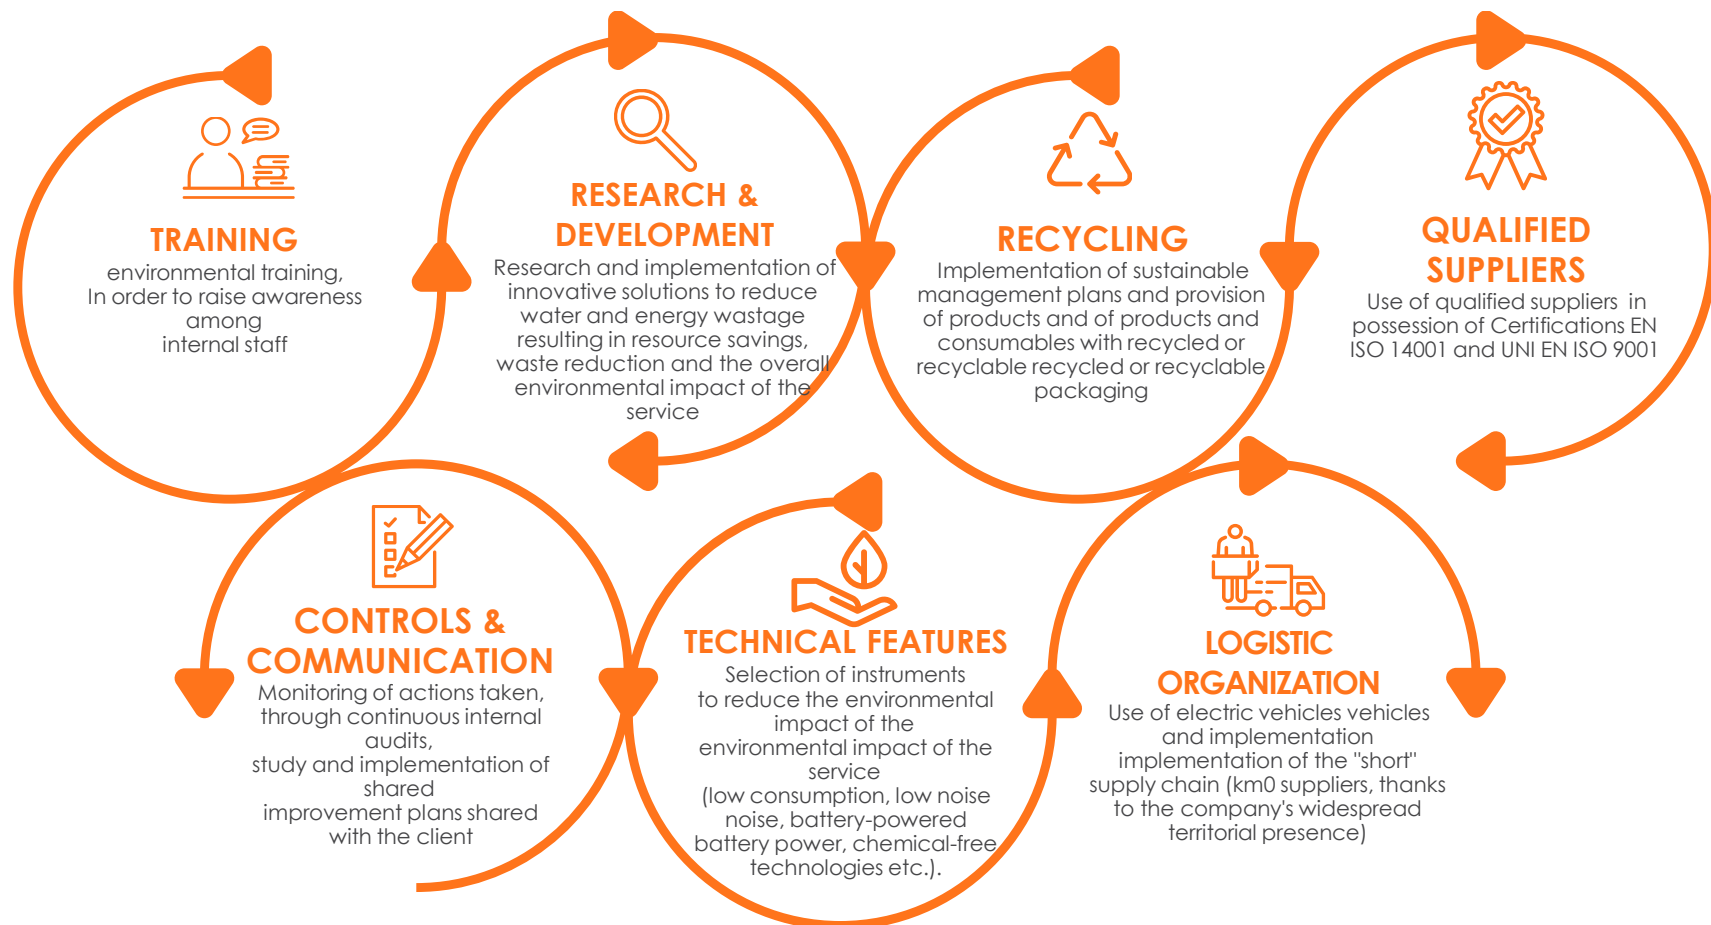 TRAINING
environmental training,
In order to raise awareness
among
internal staff
RESEARCH &
DEVELOPMENT
Research and implementation of
innovative solutions to reduce
water and energy wastage
resulting in resource savings,
waste reduction and the overall
environmental impact of the
service
RECYCLING
Implementation of sustainable
management plans and provision
of products and of products and
consumables with recycled or
recyclable recycled or recyclable
packaging
QUALIFIED
SUPPLIERS
Use of qualified suppliers in
possession of Certifications EN
ISO 14001 and UNI EN ISO 9001
CONTROLS &
COMMUNICATION
Monitoring of actions taken,
through continuous internal
audits,
study and implementation of
shared
improvement plans shared
with the client
TECHNICAL FEATURES
Selection of instruments
to reduce the environmental
impact of the
environmental impact of the
service
(low consumption, low noise
noise, battery-powered
battery power, chemical-free
technologies etc.).
LOGISTIC
ORGANIZATION
Use of electric vehicles vehicles
and implementation
implementation of the "short"
supply chain (km0 suppliers, thanks
to the company's widespread
territorial presence)